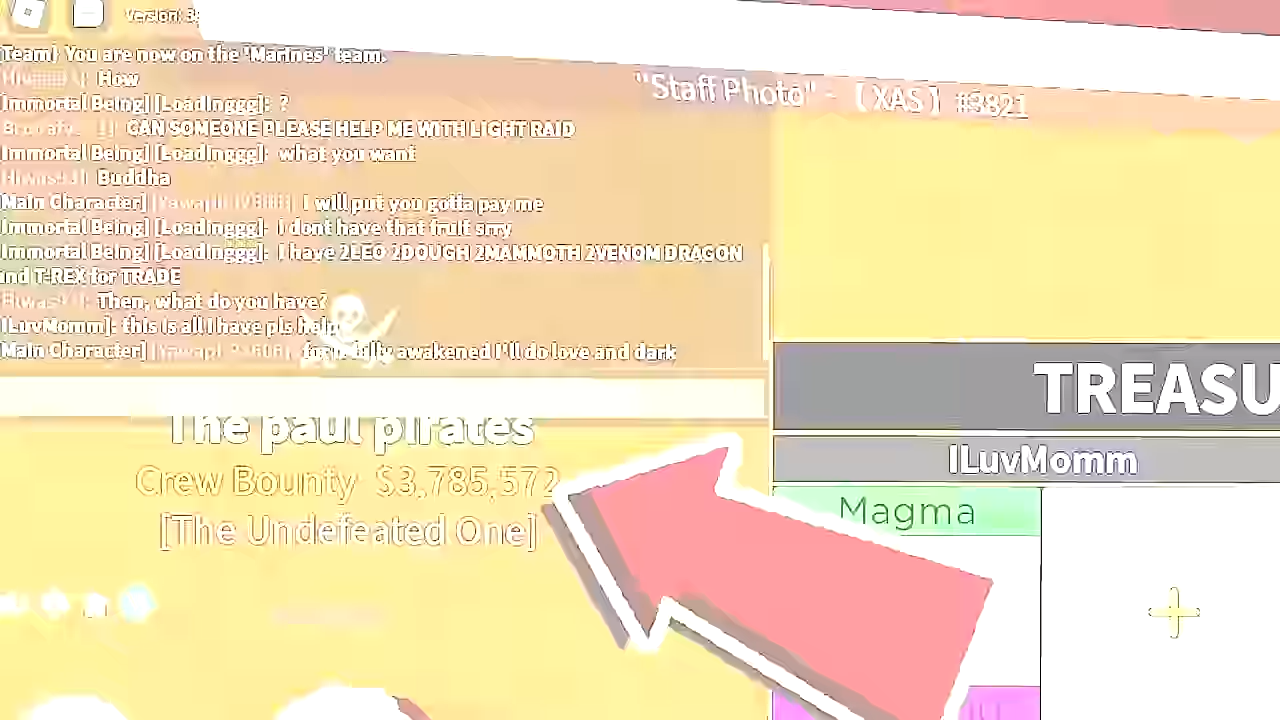 Version: 3
[Team] You are now on the 'Marines' team.
How
[Immortal Being] [Loadinggg]: ?
CAN SOMEONE PLEASE HELP ME WITH LIGHT RAID
[Immortal Being] [Loadinggg]: what you want
Buddha
Main Character] I will put you gotta pay me
[Immortal Being] [Loadinggg]: I dont have that fruit srry
[Immortal Being] [Loadinggg]: I have 2LEO 2DOUGH 2MAMMOTH 2VENOM DRAGON
and T-REX for TRADE
Then, what do you have?
ILuvMomm]: this is all I have pls help
Main Character] awakened I'll do love and dark
"Staff Photo" - [ XAS ] #3821
The paul pirates
Crew Bounty $3,785,572
[The Undefeated One]
TREASU
ILuvMomm
Magma
+